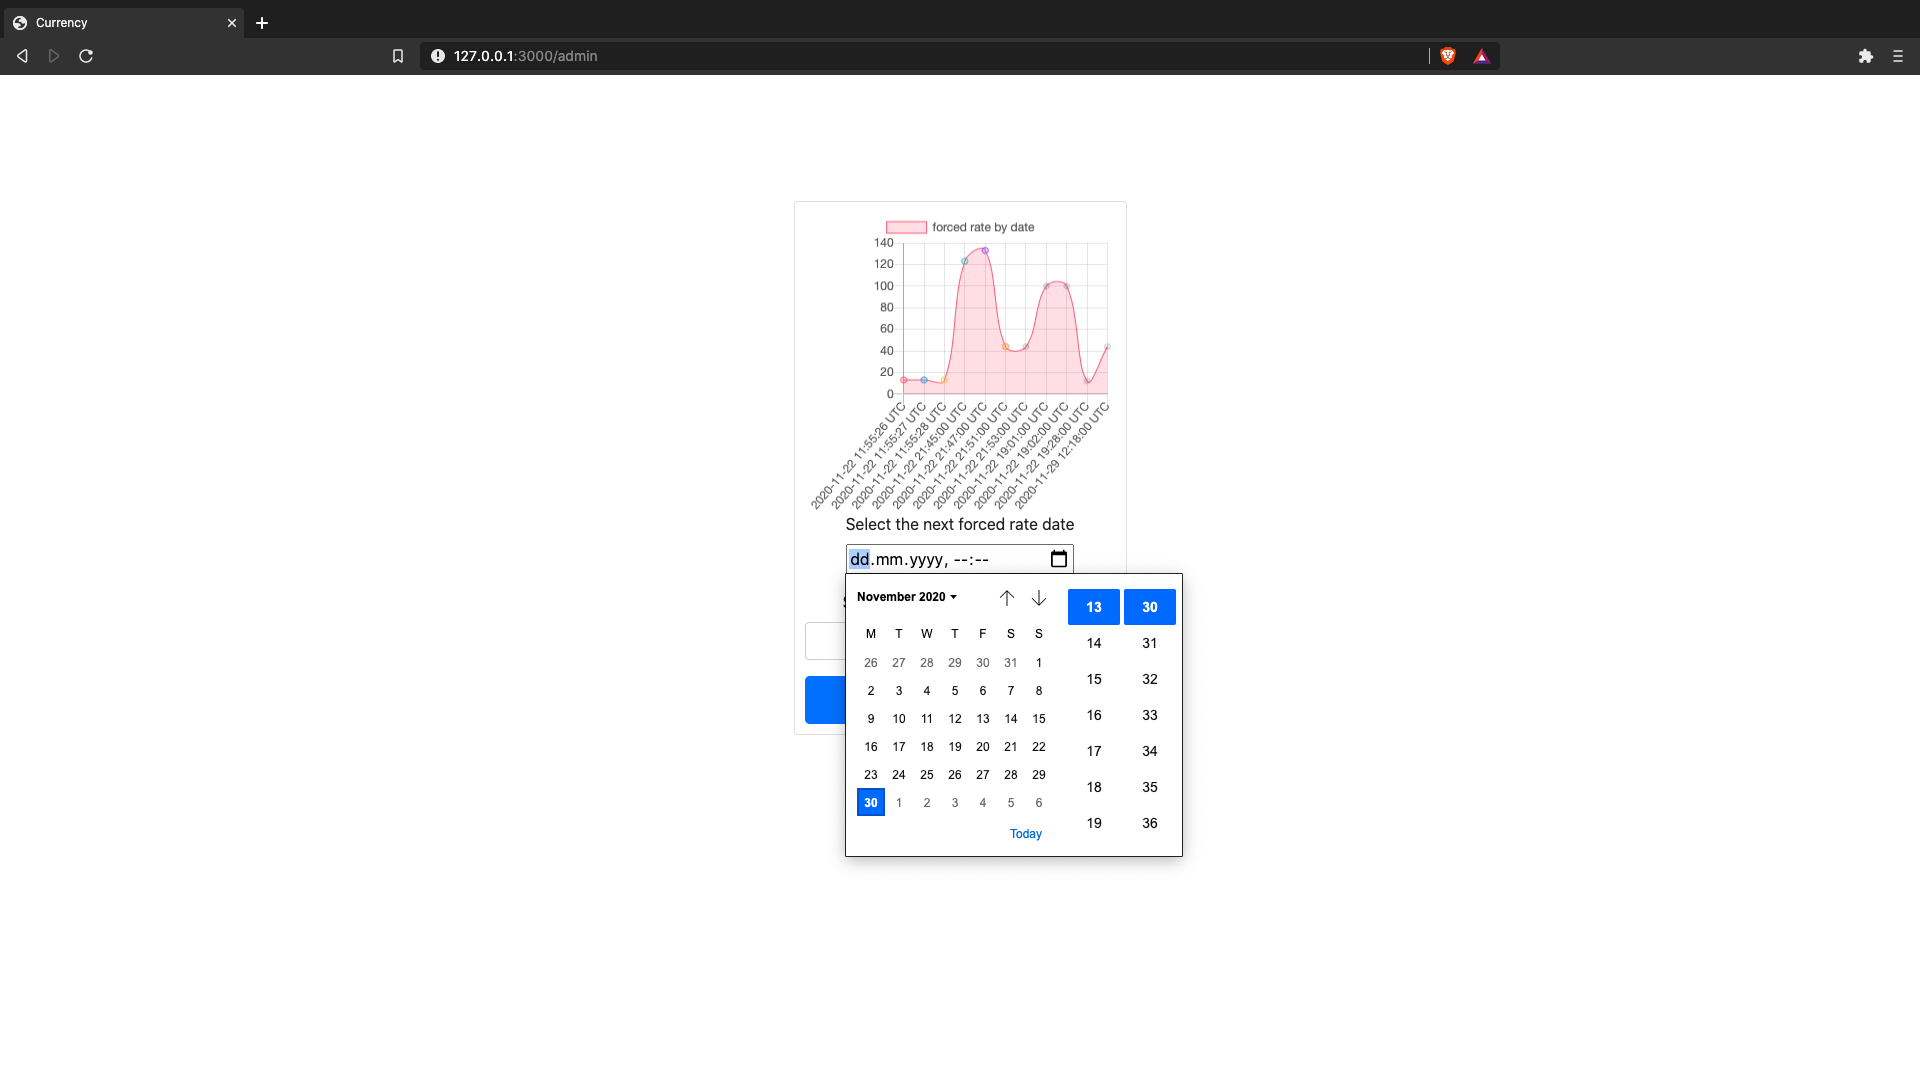 Currency
127.0.0.1:3000/admin
forced rate by date
140
120
100
80
60
40
20
0
2020-11-22 11:55:26 UTC
2020-11-22 11:55:27 UTC
2020-11-22 11:55:28 UTC
2020-11-22 21:45:00 UTC
2020-11-22 21:47:00 UTC
2020-11-22 21:51:00 UTC
2020-11-22 21:53:00 UTC
2020-11-22 19:01:00 UTC
2020-11-22 19:02:00 UTC
2020-11-22 19:28:00 UTC
2020-11-29 12:18:00 UTC
Select the next forced rate date
dd.mm.yyyy, --:--
November 2020 13 30
M T W T F S S 14 31
26 27 28 29 30 31 1 15 32
2 3 4 5 6 7 8
9 10 11 12 13 14 15 16 33
16 17 18 19 20 21 22 17 34
23 24 25 26 27 28 29 18 35
30 1 2 3 4 5 6
Today 19 36